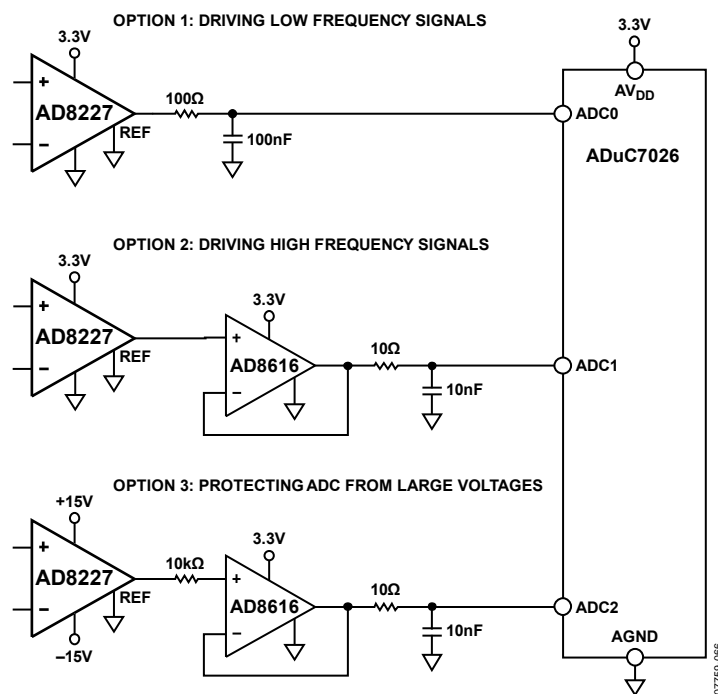 OPTION 1: DRIVING LOW FREQUENCY SIGNALS
3.3V
3.3V
AD8227
+
–
REF
100Ω
100nF
ADC0
AVDD
ADuC7026
OPTION 2: DRIVING HIGH FREQUENCY SIGNALS
3.3V
AD8227
+
–
REF
3.3V
AD8616
+
–
10Ω
10nF
ADC1
OPTION 3: PROTECTING ADC FROM LARGE VOLTAGES
+15V
AD8227
+
–
REF
–15V
10kΩ
3.3V
AD8616
+
–
10Ω
10nF
ADC2
AGND
07759-066